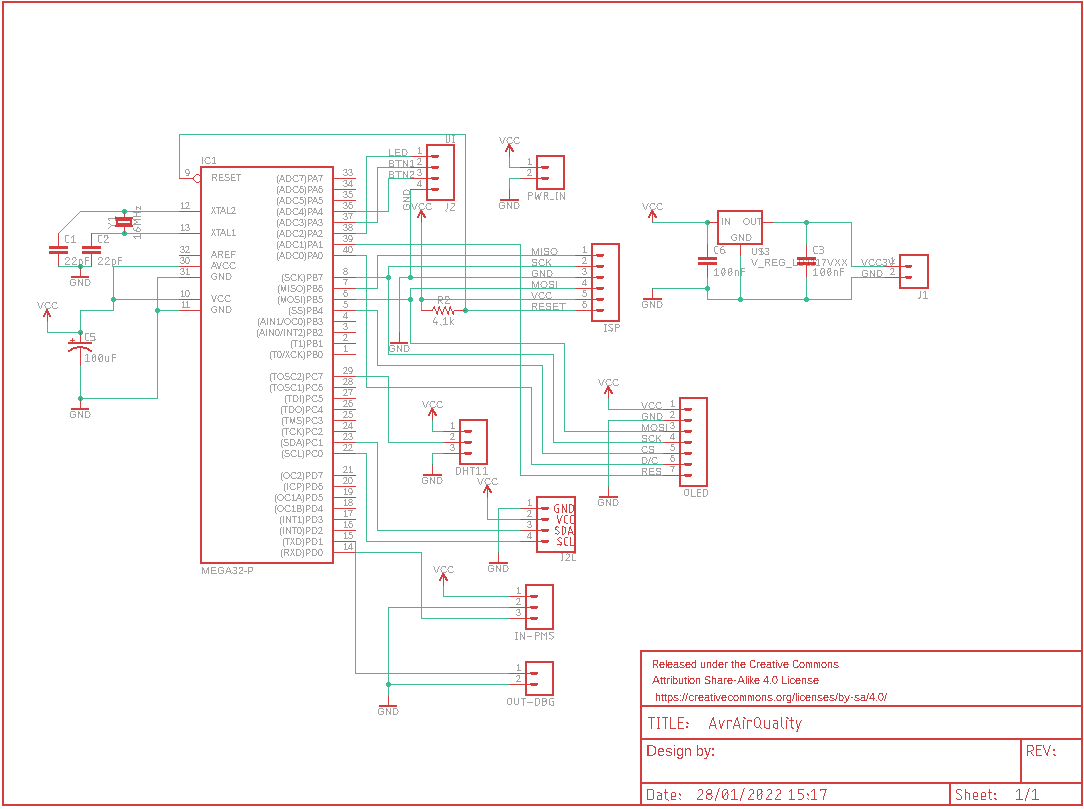 IC1
9 RESET
12 XTAL2
13 XTAL1
32 AREF
30 AVCC
31 GND
10 VCC
11 GND
(ADC7)PA7 33
(ADC6)PA6 34
(ADC5)PA5 35
(ADC4)PA4 36
(ADC3)PA3 37
(ADC2)PA2 38
(ADC1)PA1 39
(ADC0)PA0 40
(SCK)PB7 8
(MISO)PB6 7
(MOSI)PB5 6
(SS)PB4 5
(AIN1/OC0)PB3 4
(AIN0/INT2)PB2 3
(T1)PB1 2
(T0/XCK)PB0 1
(TOSC2)PC7 29
(TOSC1)PC6 28
(TDI)PC5 27
(TDO)PC4 26
(TMS)PC3 25
(TCK)PC2 24
(SDA)PC1 23
(SCL)PC0 22
(OC2)PD7 21
(ICP)PD6 20
(OC1A)PD5 19
(OC1B)PD4 18
(INT1)PD3 17
(INT0)PD2 16
(TXD)PD1 15
(RXD)PD0 14
MEGA32-P
Y1
16MHz
C1
22pF
C2
22pF
GND
VCC
C5
100uF
GND
UI
LED 1
BTN1 2
BTN2 3
GND 4
J2
VCC
R2
4.1k
GND
VCC
1
2
PWR_IN
GND
MISO 1
SCK 2
GND 3
MOSI 4
VCC 5
RESET 6
ISP
VCC
IN OUT
GND
U$3
C6
100nF
C3
100nF
GND
VCC3V 1
GND 2
J1
VCC
VCC 1
GND 2
MOSI 3
SCK 4
CS 5
D/C 6
RES 7
OLED
GND
VCC
1
2
3
DHT11
GND
VCC
1 GND
2 VCC
3 SDA
4 SCL
GND
VCC
1
2
3
IN-PMS
1
2
OUT-DBG
GND
Released under the Creative Commons
Attribution Share-Alike 4.0 License
https://creativecommons.org/licenses/by-sa/4.0/
TITLE: AvrAirQuality
Design by:
REV:
Date: 28/01/2022 15:17
Sheet: 1/1